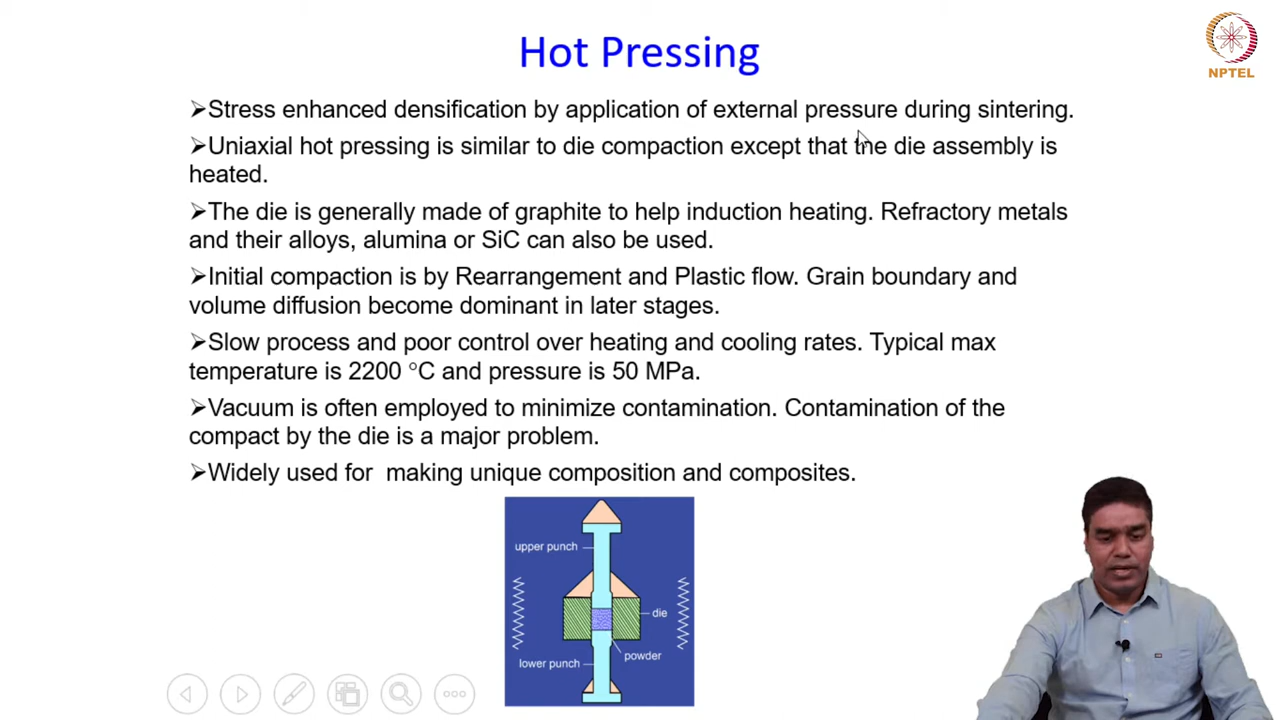 Hot Pressing
NPTEL
➢Stress enhanced densification by application of external pressure during sintering.
➢Uniaxial hot pressing is similar to die compaction except that the die assembly is
heated.
➢The die is generally made of graphite to help induction heating. Refractory metals
and their alloys, alumina or SiC can also be used.
➢Initial compaction is by Rearrangement and Plastic flow. Grain boundary and
volume diffusion become dominant in later stages.
➢Slow process and poor control over heating and cooling rates. Typical max
temperature is 2200 °C and pressure is 50 MPa.
➢Vacuum is often employed to minimize contamination. Contamination of the
compact by the die is a major problem.
➢Widely used for  making unique composition and composites.
upper punch
die
powder
lower punch